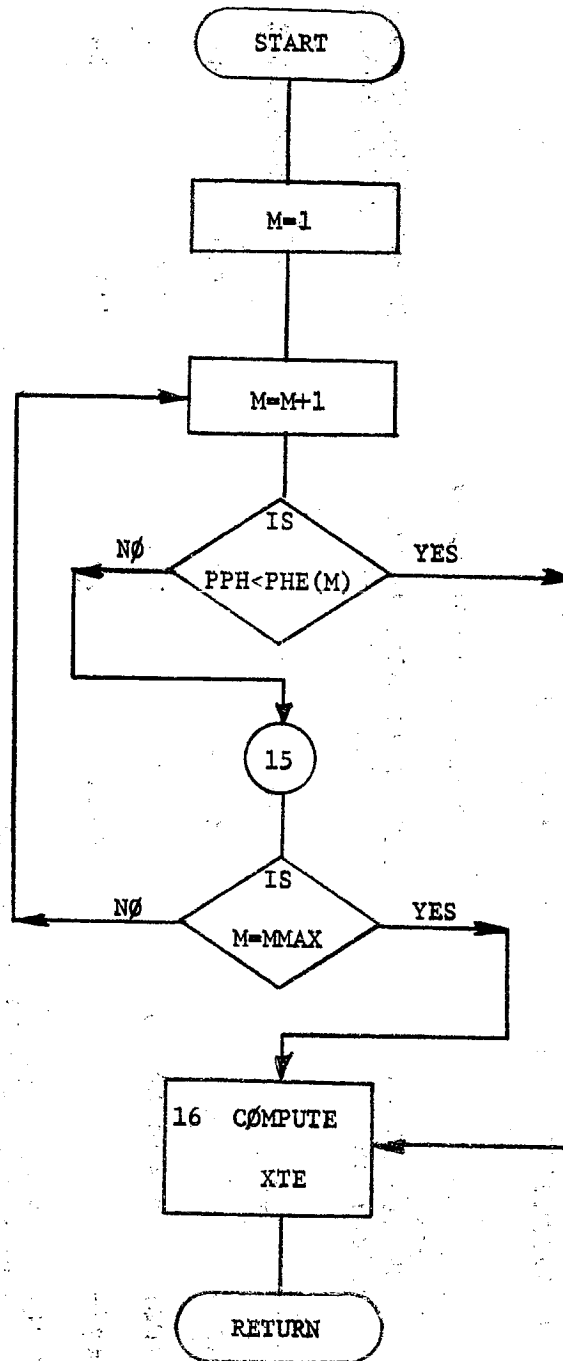 START
M=1
M=M+1
IS
PPH<PHE(M)
NØ
YES
15
IS
M=MMAX
NØ
YES
16 CØMPUTE
XTE
RETURN